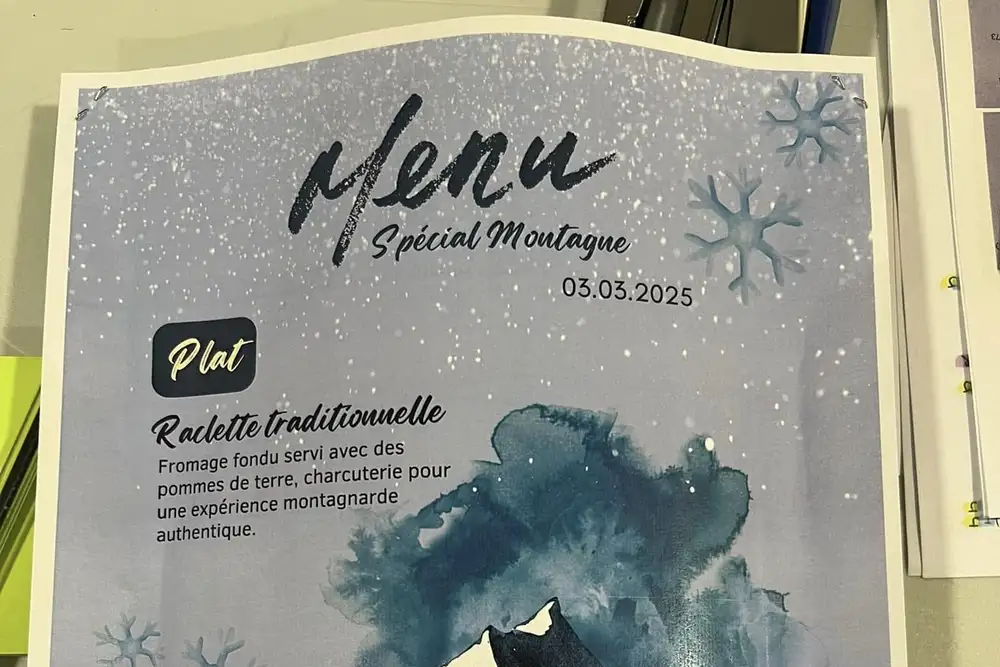 Menu
Spécial Montagne
03.03.2025
Plat
Raclette traditionnelle
Fromage fondu servi avec des
pommes de terre, charcuterie pour
une expérience montagnarde
authentique.